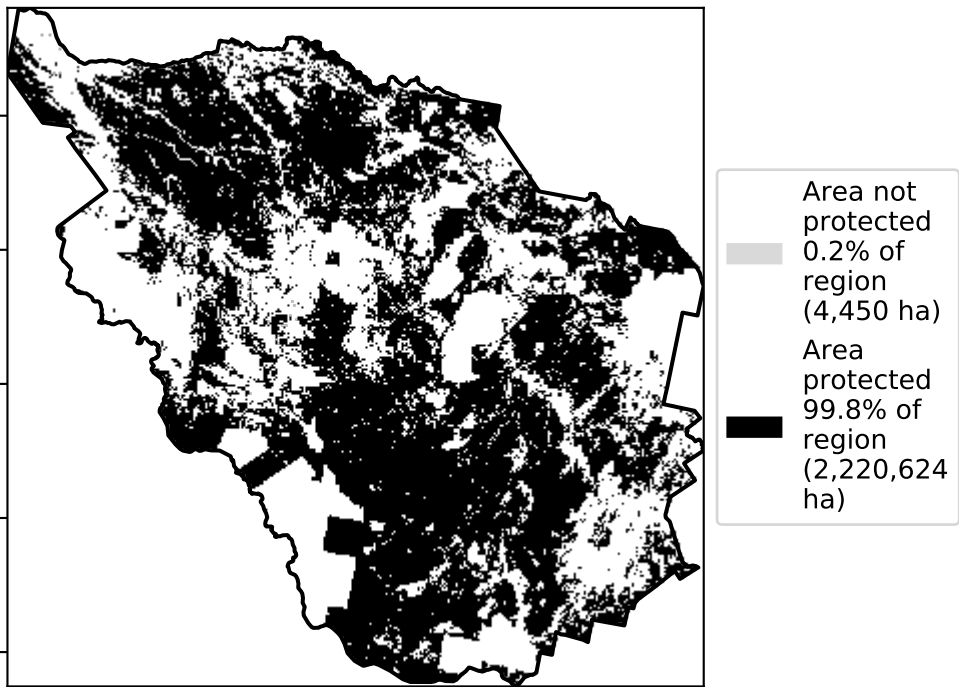 Area not
protected
0.2% of
region
(4,450 ha)
Area
protected
99.8% of
region
(2,220,624
ha)